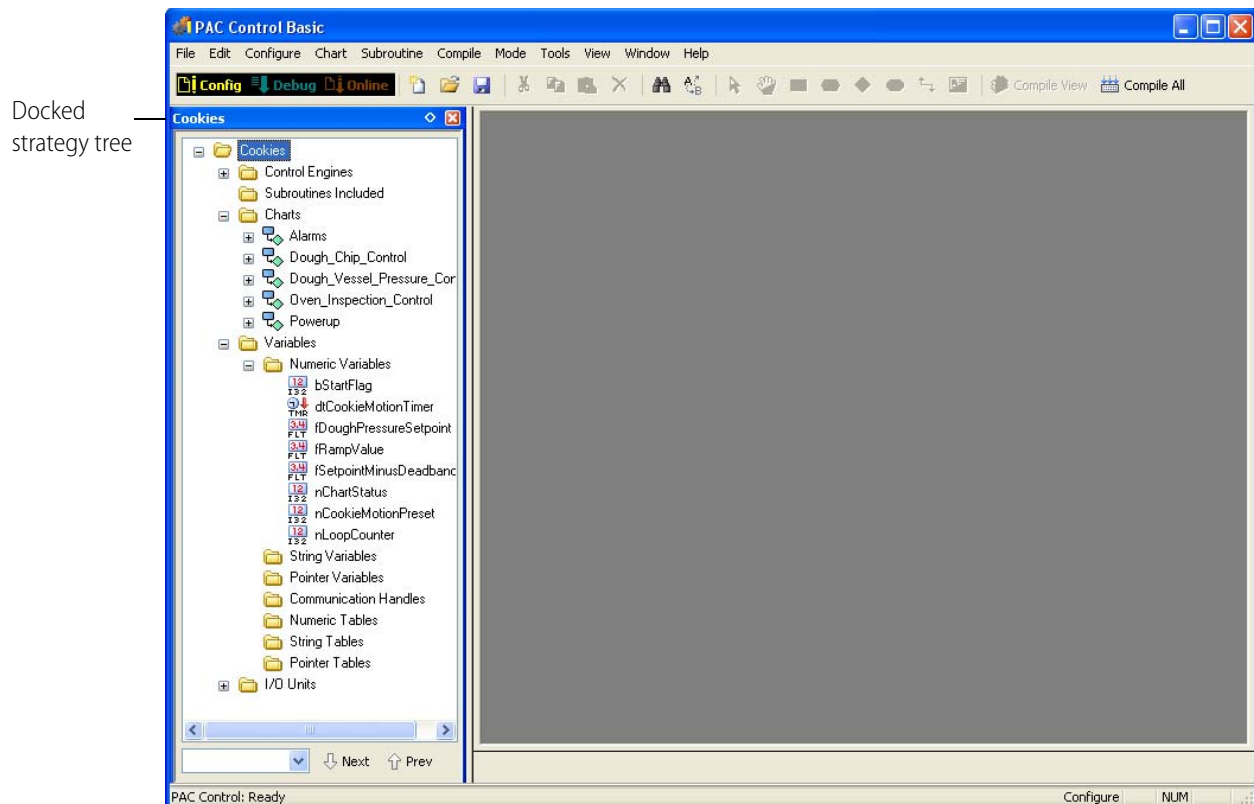 PAC Control Basic
File Edit Configure Chart Subroutine Compile Mode Tools View Window Help
Config Debug Online Compile View Compile All
Docked
strategy tree
Cookies
Cookies
Control Engines
Subroutines Included
Charts
Alarms
Dough_Chip_Control
Dough_Vessel_Pressure_Cor
Oven_Inspection_Control
Powerup
Variables
Numeric Variables
bStartFlag
dtCookieMotionTimer
fDoughPressureSetpoint
fRampValue
fSetpointMinusDeadbanc
nChartStatus
nCookieMotionPreset
nLoopCounter
String Variables
Pointer Variables
Communication Handles
Numeric Tables
String Tables
Pointer Tables
I/O Units
Next Prev
PAC Control: Ready Configure NUM